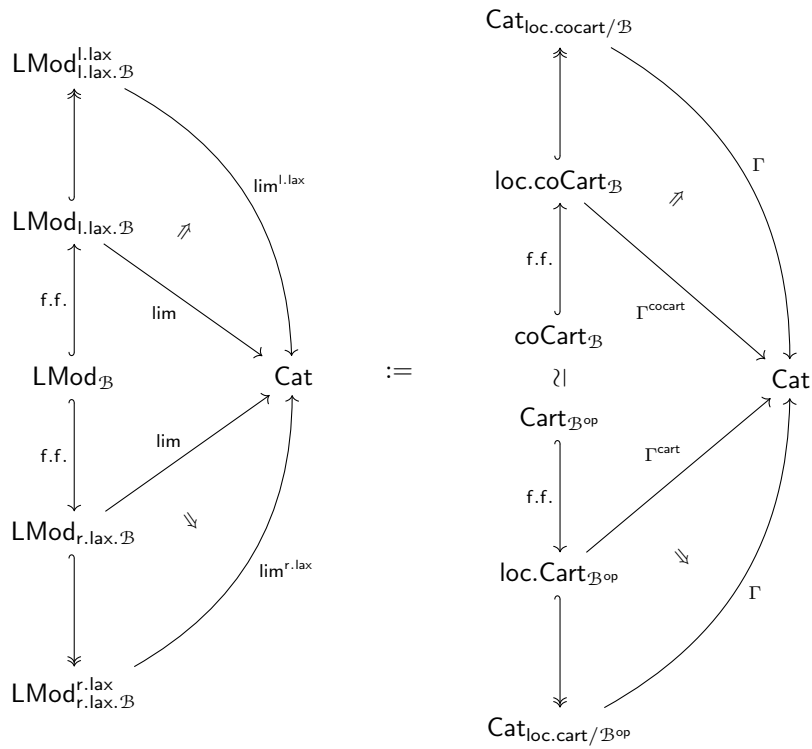 LMod^{l.lax}_{l.lax.ℬ}
lim^{l.lax}
LMod_{l.lax.ℬ}
⇗
f.f.
lim
LMod_ℬ
Cat
f.f.
lim
LMod_{r.lax.ℬ}
⇘
lim^{r.lax}
LMod^{r.lax}_{r.lax.ℬ}
:=
Cat_{loc.cocart/ℬ}
Γ
loc.coCart_ℬ
⇗
f.f.
Γ^{cocart}
coCart_ℬ
≀|
Cat
Cart_{ℬ^{op}}
f.f.
Γ^{cart}
loc.Cart_{ℬ^{op}}
⇘
Γ
Cat_{loc.cart/ℬ^{op}}